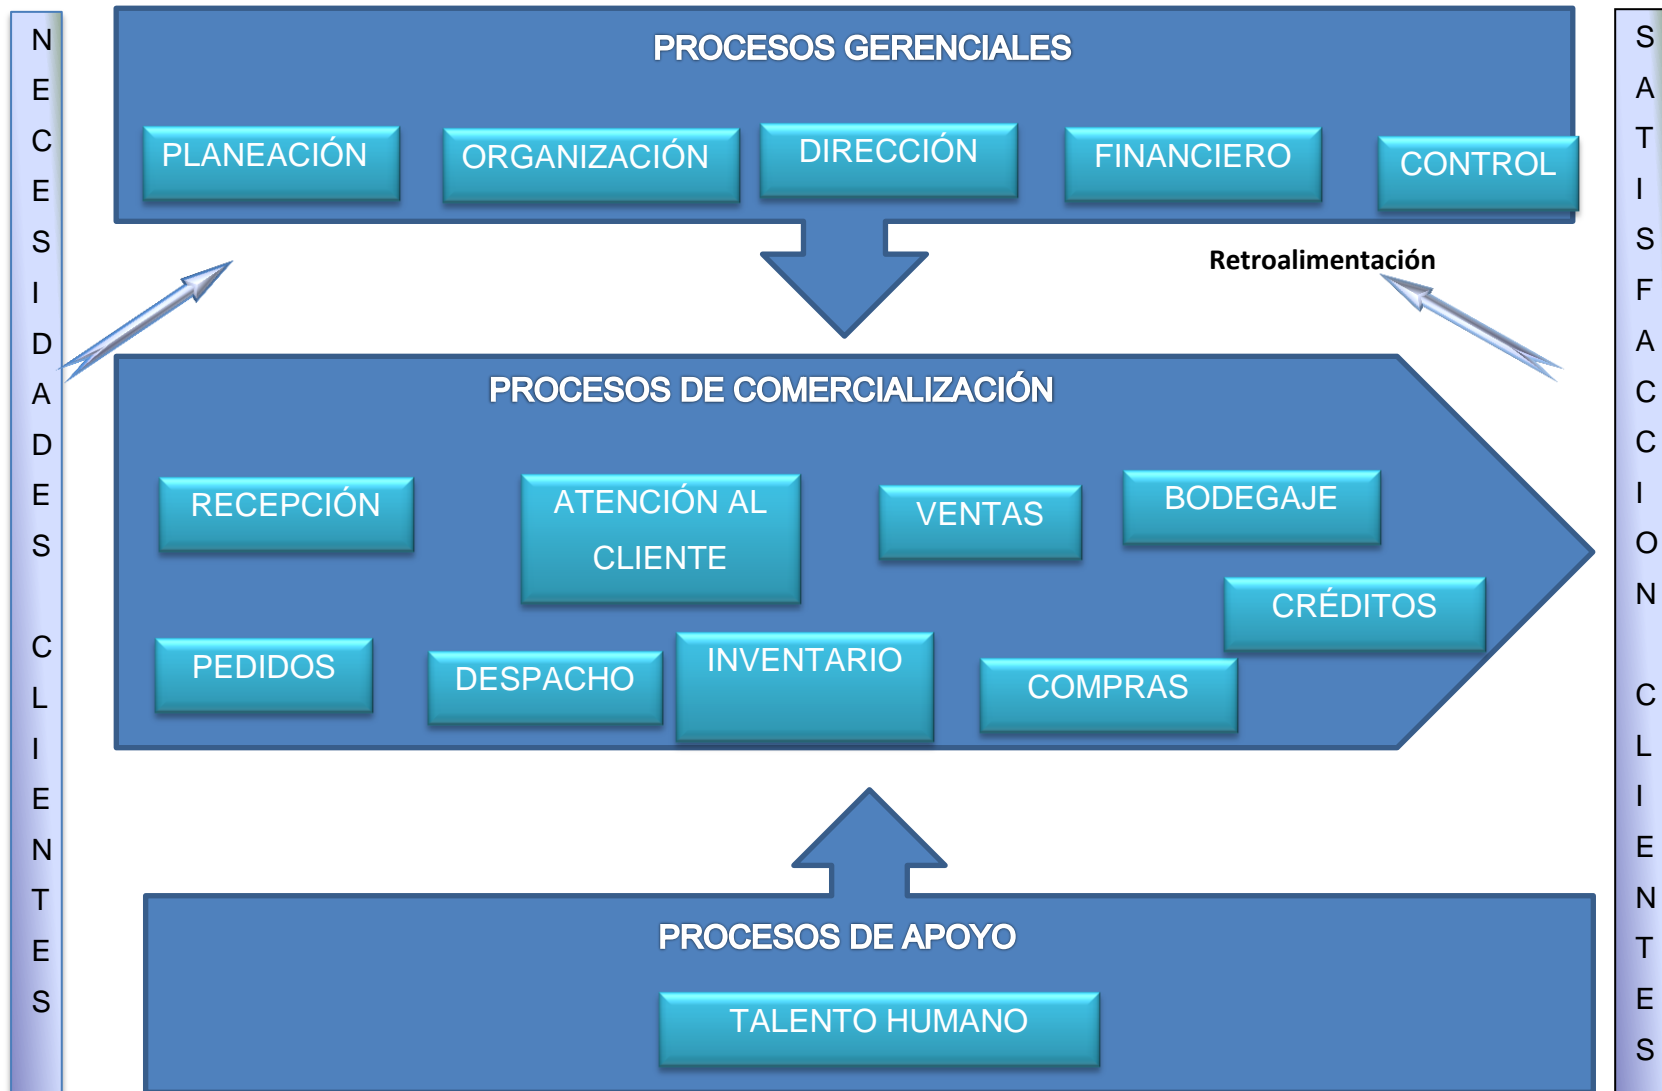 NECESIDADES CLIENTES
PROCESOS GERENCIALES
PLANEACIÓN
ORGANIZACIÓN
DIRECCIÓN
FINANCIERO
CONTROL
Retroalimentación
PROCESOS DE COMERCIALIZACIÓN
RECEPCIÓN
ATENCIÓN AL
CLIENTE
VENTAS
BODEGAJE
CRÉDITOS
PEDIDOS
DESPACHO
INVENTARIO
COMPRAS
PROCESOS DE APOYO
TALENTO HUMANO
SATISFACCION CLIENTES